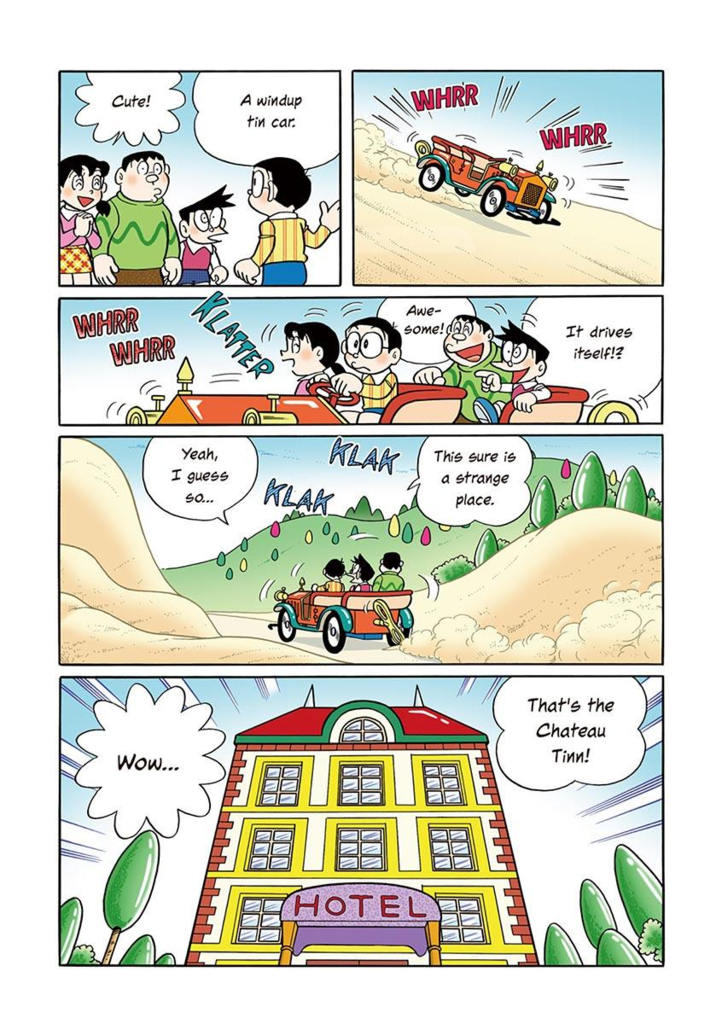 Cute!
A windup
tin car.
WHRR
WHRR
WHRR
WHRR
KLATTER
Awe-
some!
It drives
itself!?
Yeah,
I guess
so...
KLAK
KLAK
This sure is
a strange
place.
Wow...
That's the
Chateau
Tinn!
HOTEL